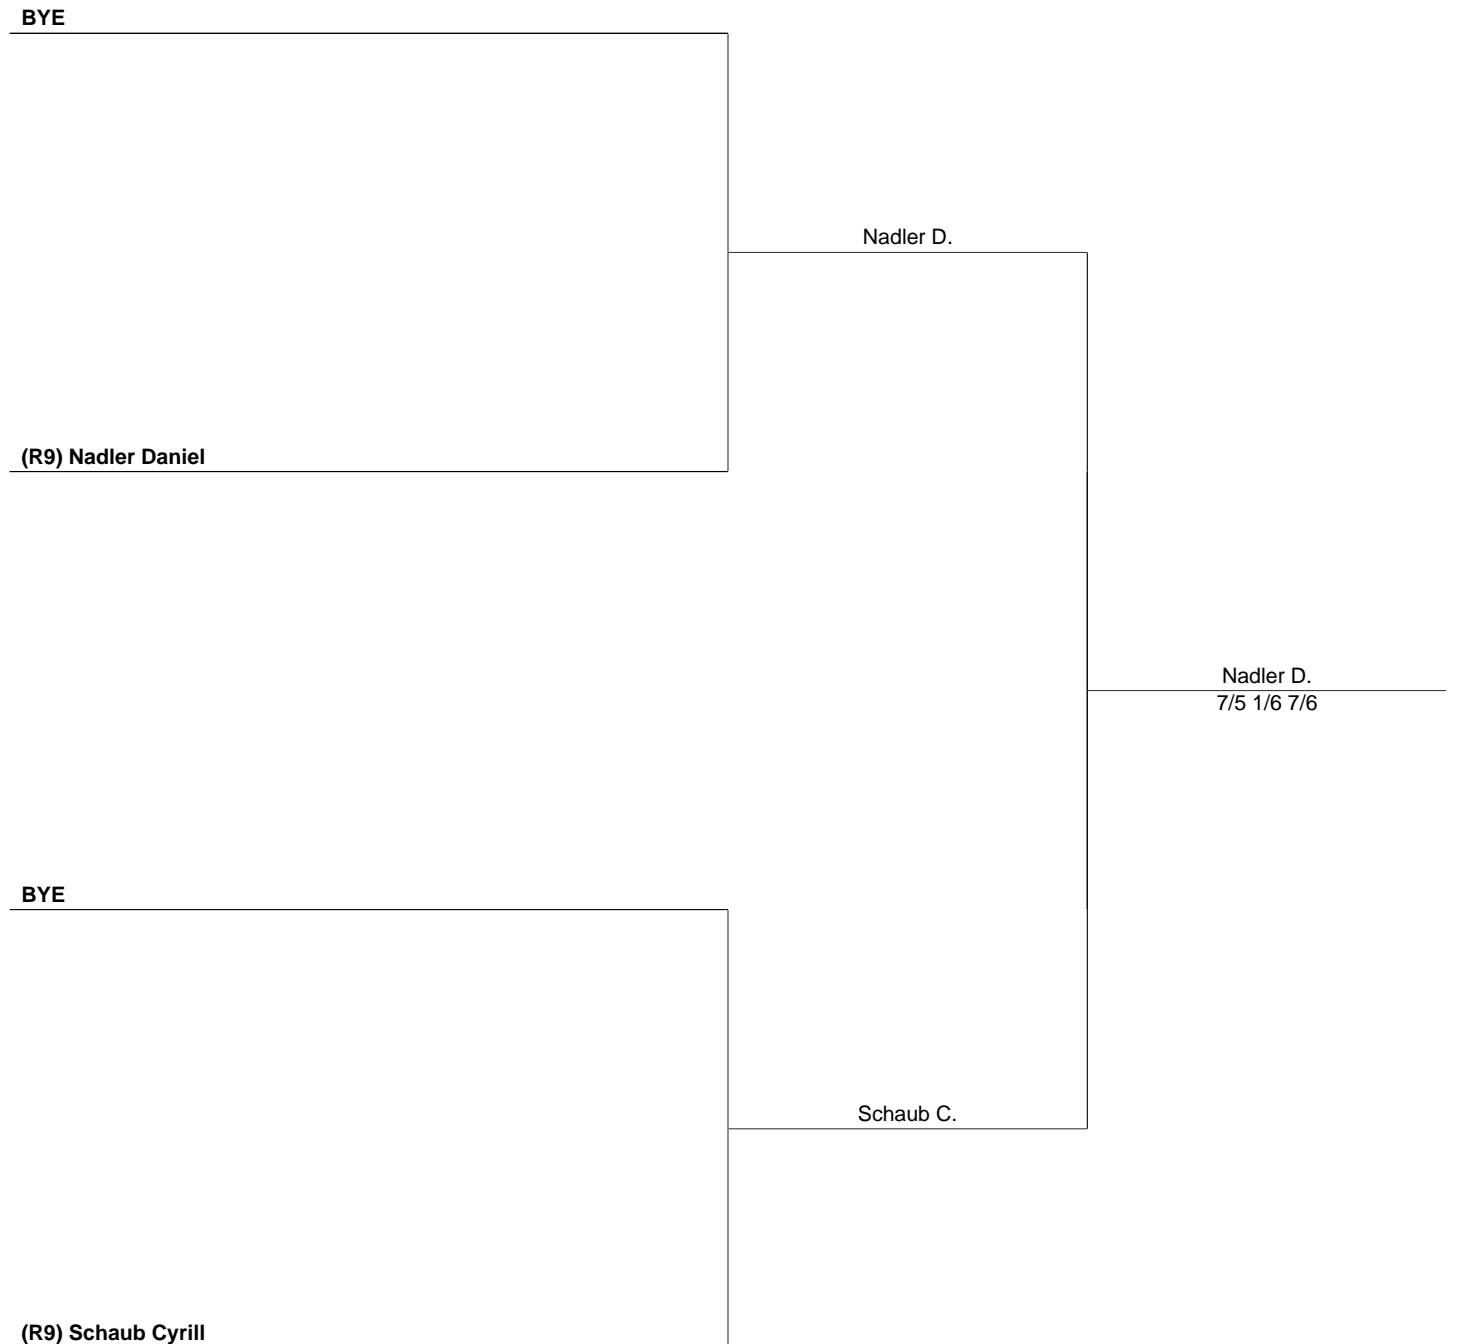 BYE
Nadler D.
(R9) Nadler Daniel
Nadler D.
7/5 1/6 7/6
BYE
Schaub C.
(R9) Schaub Cyrill